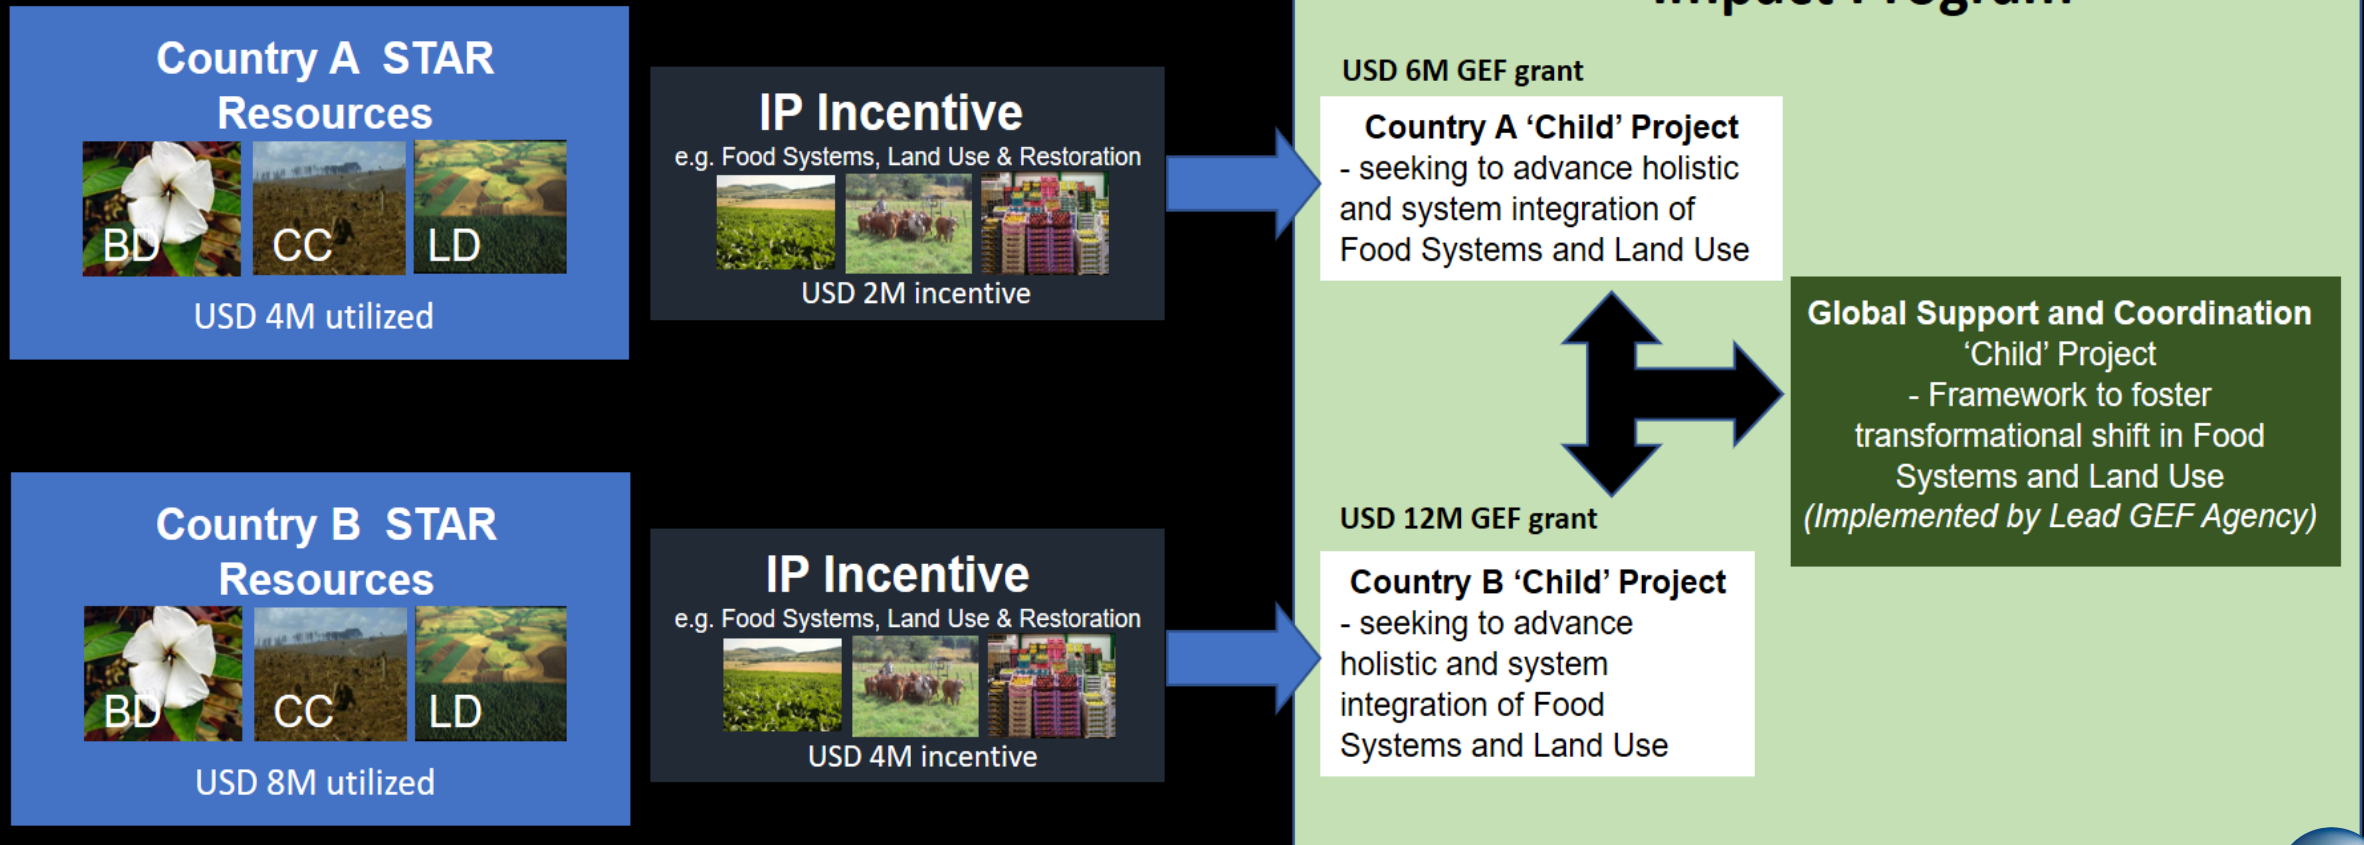 Impact Program
Country A STAR
Resources
BD
CC
LD
USD 4M utilized
IP Incentive
e.g. Food Systems, Land Use & Restoration
USD 2M incentive
USD 6M GEF grant
Country A ‘Child’ Project
- seeking to advance holistic
and system integration of
Food Systems and Land Use
Global Support and Coordination
‘Child’ Project
- Framework to foster
transformational shift in Food
Systems and Land Use
(Implemented by Lead GEF Agency)
Country B STAR
Resources
BD
CC
LD
USD 8M utilized
IP Incentive
e.g. Food Systems, Land Use & Restoration
USD 4M incentive
USD 12M GEF grant
Country B ‘Child’ Project
- seeking to advance
holistic and system
integration of Food
Systems and Land Use